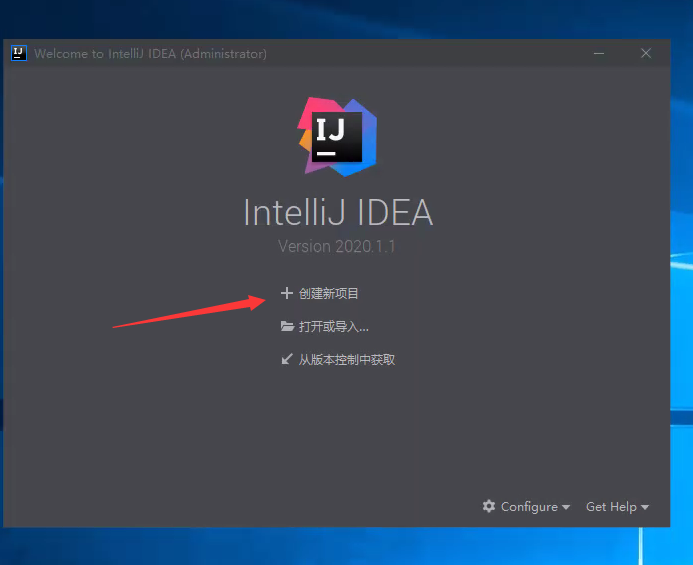 Welcome to IntelliJ IDEA (Administrator)
IJ
IntelliJ IDEA
Version 2020.1.1
创建新项目
打开或导入...
从版本控制中获取
Configure
Get Help